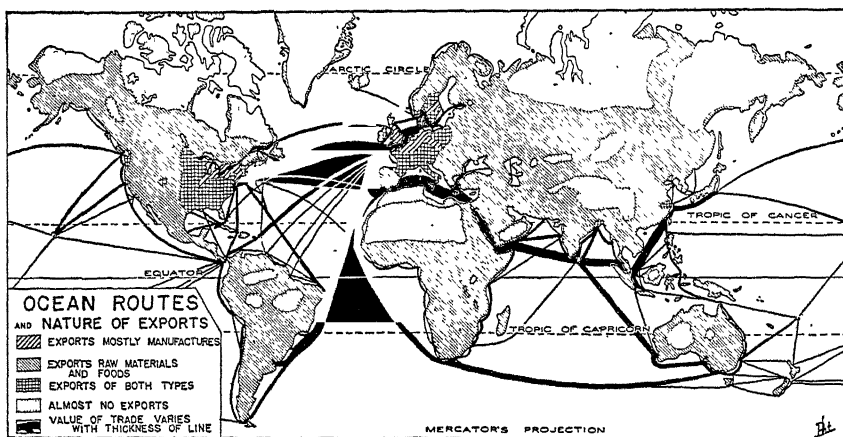 ARCTIC CIRCLE
TROPIC OF CANCER
EQUATOR
TROPIC OF CAPRICORN
OCEAN ROUTES
AND NATURE OF EXPORTS
EXPORTS MOSTLY MANUFACTURES
EXPORTS RAW MATERIALS
AND FOODS
EXPORTS OF BOTH TYPES
ALMOST NO EXPORTS
VALUE OF TRADE VARIES
WITH THICKNESS OF LINE
MERCATOR'S PROJECTION